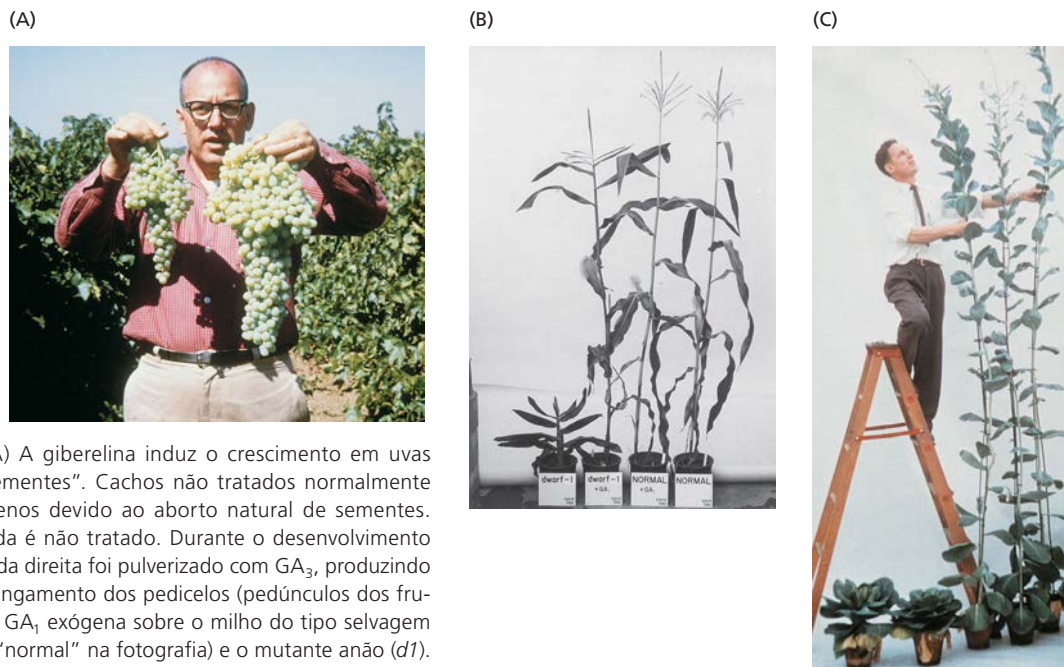 (A)
(B)
(C)
A) A giberelina induz o crescimento em uvas
ementes”. Cachos não tratados normalmente
enos devido ao aborto natural de sementes.
da é não tratado. Durante o desenvolvimento
da direita foi pulverizado com GA₃, produzindo
ngamento dos pedicelos (pedúnculos dos fru-
GA₁ exógena sobre o milho do tipo selvagem
“normal” na fotografia) e o mutante anão (d1).
dwarf-1
dwarf-1
NORMAL
NORMAL